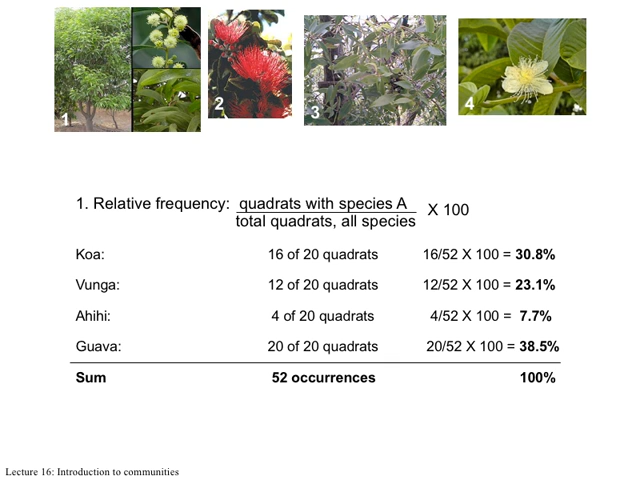 1
2
3
4
1. Relative frequency: quadrats with species A X 100
total quadrats, all species
Koa: 16 of 20 quadrats 16/52 X 100 = 30.8%
Vunga: 12 of 20 quadrats 12/52 X 100 = 23.1%
Ahihi: 4 of 20 quadrats 4/52 X 100 = 7.7%
Guava: 20 of 20 quadrats 20/52 X 100 = 38.5%
Sum 52 occurrences 100%
Lecture 16: Introduction to communities